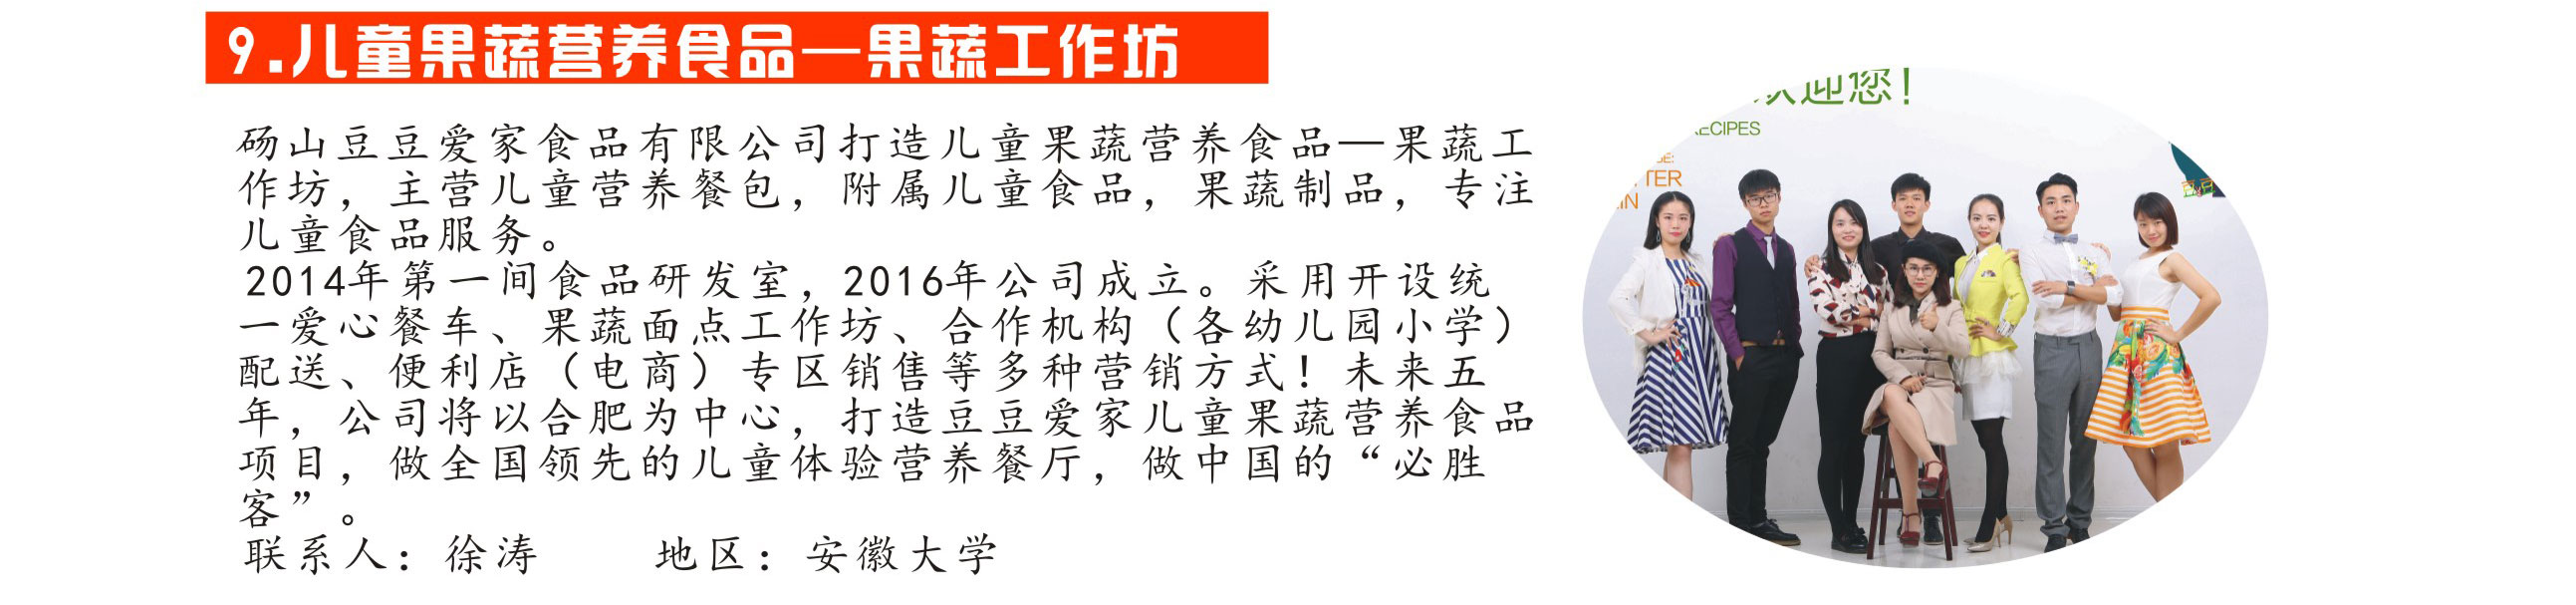 9.儿童果蔬营养食品—果蔬工作坊
砀山豆豆爱家食品有限公司打造儿童果蔬营养食品—果蔬工
作坊，主营儿童营养餐包，附属儿童食品，果蔬制品，专注
儿童食品服务。
2014年第一间食品研发室，2016年公司成立。采用开设统
一爱心餐车、果蔬面点工作坊、合作机构（各幼儿园小学）
配送、便利店（电商）专区销售等多种营销方式！未来五
年，公司将以合肥为中心，打造豆豆爱家儿童果蔬营养食品
项目，做全国领先的儿童体验营养餐厅，做中国的“必胜
客”。
联系人：徐涛 地区：安徽大学
欢迎您！
ECIPES
TTER
IN
豆豆